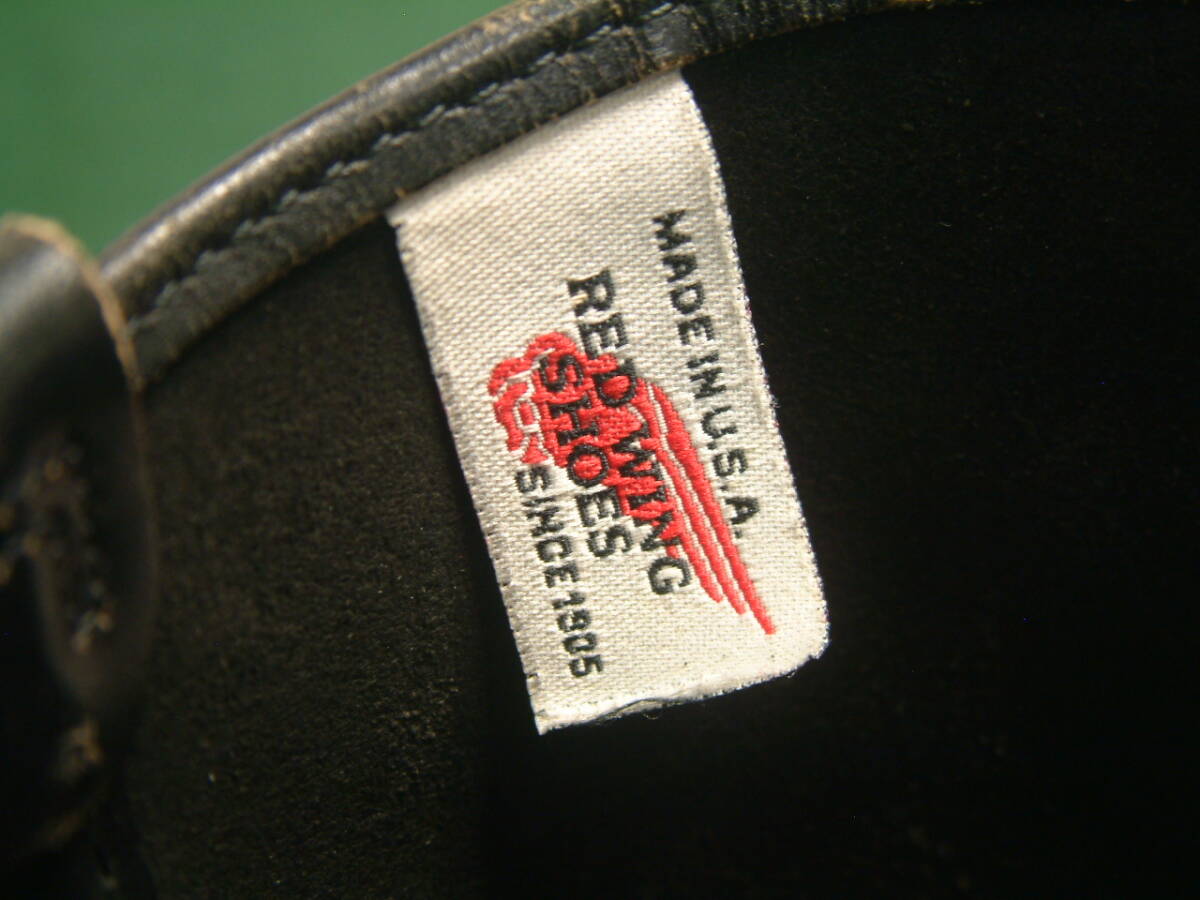 MADE IN U.S.A.
RED WING
SHOES
SINCE 1905